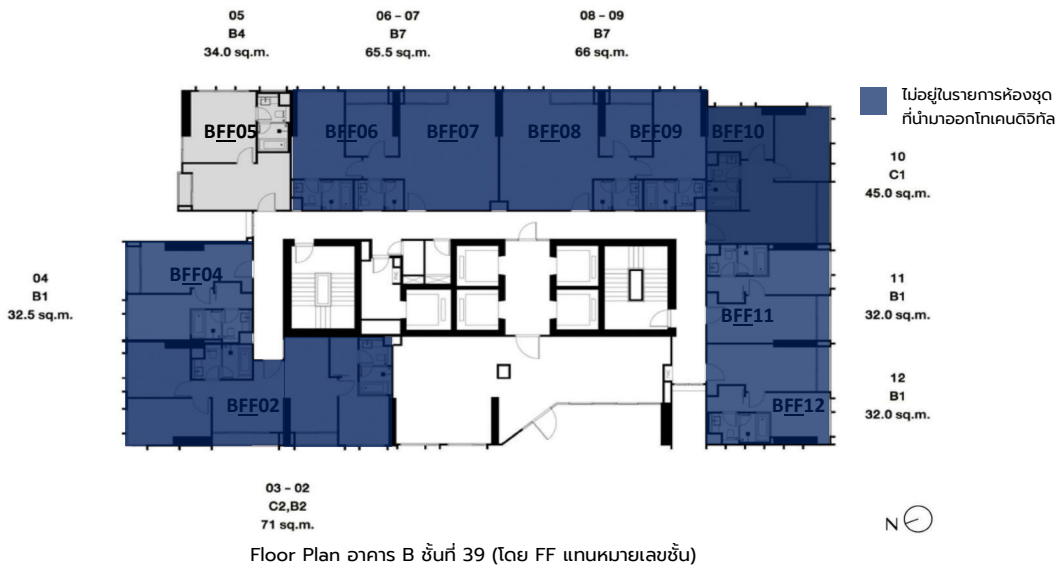 05
B4
34.0 sq.m.
06 – 07
B7
65.5 sq.m.
08 – 09
B7
66 sq.m.
ไม่อยู่ในรายการห้องชุด
ที่นำมาออกโทเคนดิจิทัล
BFF05
BFF06
BFF07
BFF08
BFF09
BFF10
10
C1
45.0 sq.m.
04
B1
32.5 sq.m.
BFF04
BFF11
11
B1
32.0 sq.m.
BFF02
BFF12
12
B1
32.0 sq.m.
03 – 02
C2,B2
71 sq.m.
N
Floor Plan อาคาร B ชั้นที่ 39 (โดย FF แทนหมายเลขชั้น)